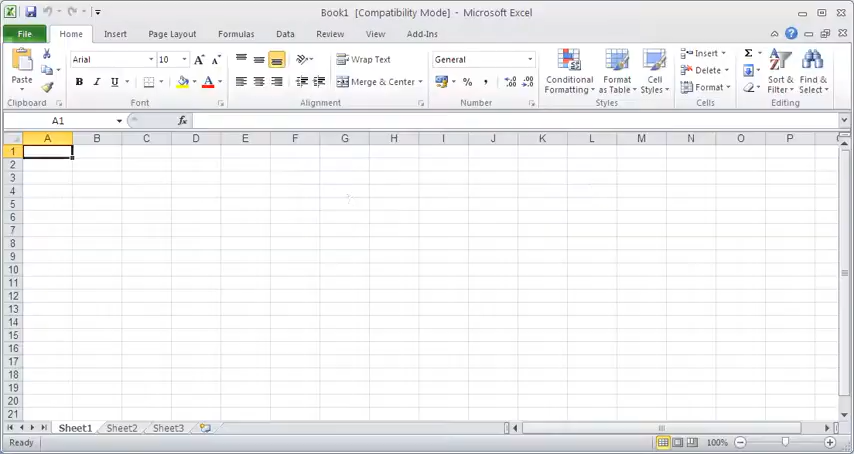 Book1 [Compatibility Mode] - Microsoft Excel
File Home Insert Page Layout Formulas Data Review View Add-Ins
Paste
Arial 10
B I U
Wrap Text
Merge & Center
General
$ % ,
Conditional Formatting
Format as Table
Cell Styles
Insert
Delete
Format
Sort & Filter
Find & Select
Clipboard Font Alignment Number Styles Cells Editing
A1 fx
A B C D E F G H I J K L M N O P
1
2
3
4
5
6
7
8
9
10
11
12
13
14
15
16
17
18
19
20
21
Sheet1 Sheet2 Sheet3
Ready 100%